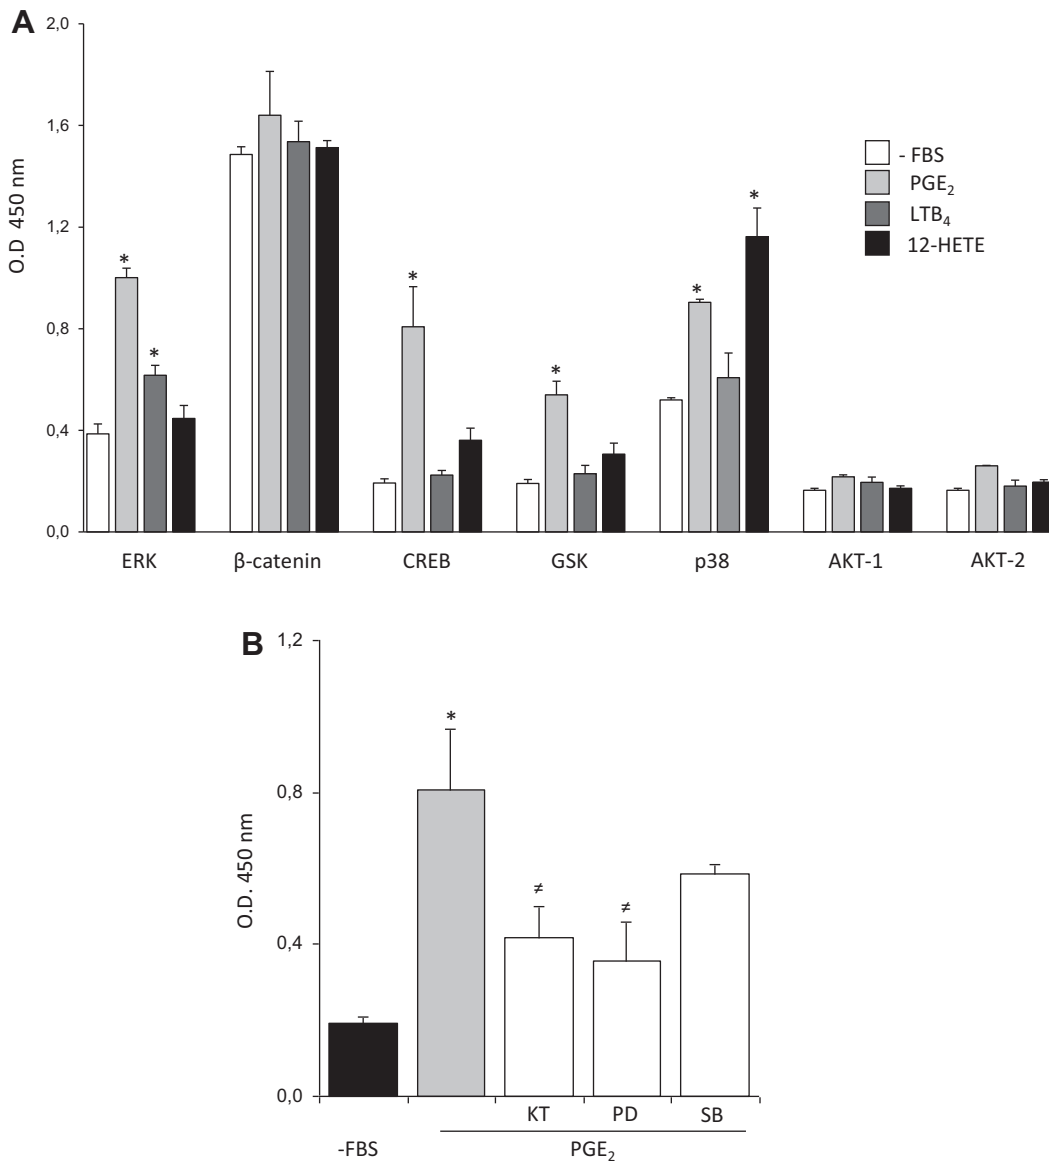 A
2,0
1,6
1,2
0,8
0,4
0,0
O.D 450 nm
- FBS
PGE2
LTB4
12-HETE
*
*
*
*
*
*
ERK β-catenin CREB GSK p38 AKT-1 AKT-2
B
1,2
0,8
0,4
0,0
O.D. 450 nm
*
≠
≠
KT PD SB
-FBS PGE2